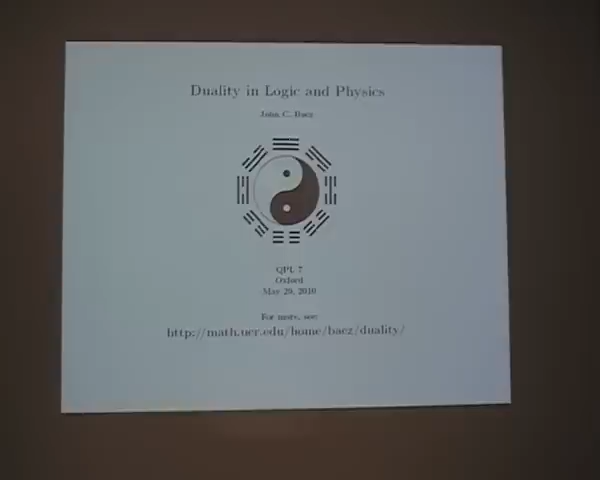 Duality in Logic and Physics
John C. Baez
QPL 7
Oxford
May 29, 2010
For more, see:
http://math.ucr.edu/home/baez/duality/